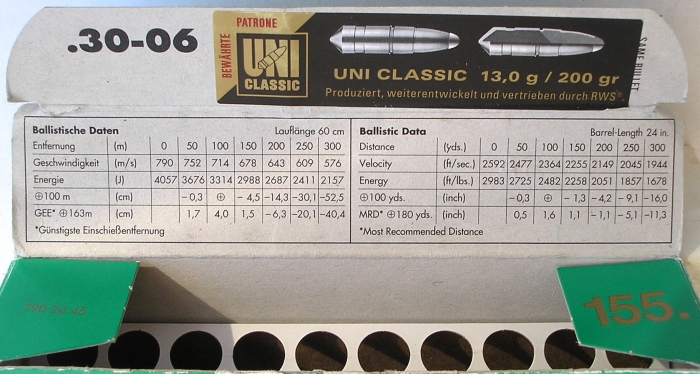 .30-06
BEWÄHRTE
PATRONE
UNI
CLASSIC
UNI CLASSIC 13,0 g / 200 gr
Produziert, weiterentwickelt und vertrieben durch RWS
SAME BULLET
Ballistische Daten Lauflänge 60 cm
Entfernung (m) 0 50 100 150 200 250 300
Geschwindigkeit (m/s) 790 752 714 678 643 609 576
Energie (J) 4057 3676 3314 2988 2687 2411 2157
⊕100 m (cm) –0,3 ⊕ –4,5 –14,3 –30,1 –52,5
GEE* ⊕163m (cm) 1,7 4,0 1,5 –6,3 –20,1 –40,4
*Günstigste Einschießentfernung
Ballistic Data Barrel-Length 24 in.
Distance (yds.) 0 50 100 150 200 250 300
Velocity (ft/sec.) 2592 2477 2364 2255 2149 2045 1944
Energy (ft/lbs.) 2983 2725 2482 2258 2051 1857 1678
⊕100 yds. (inch) –0,3 ⊕ –1,3 –4,2 –9,1 –16,0
MRD* ⊕180 yds. (inch) 0,5 1,6 1,1 –1,1 –5,1 –11,3
*Most Recommended Distance
790 24 45
155.